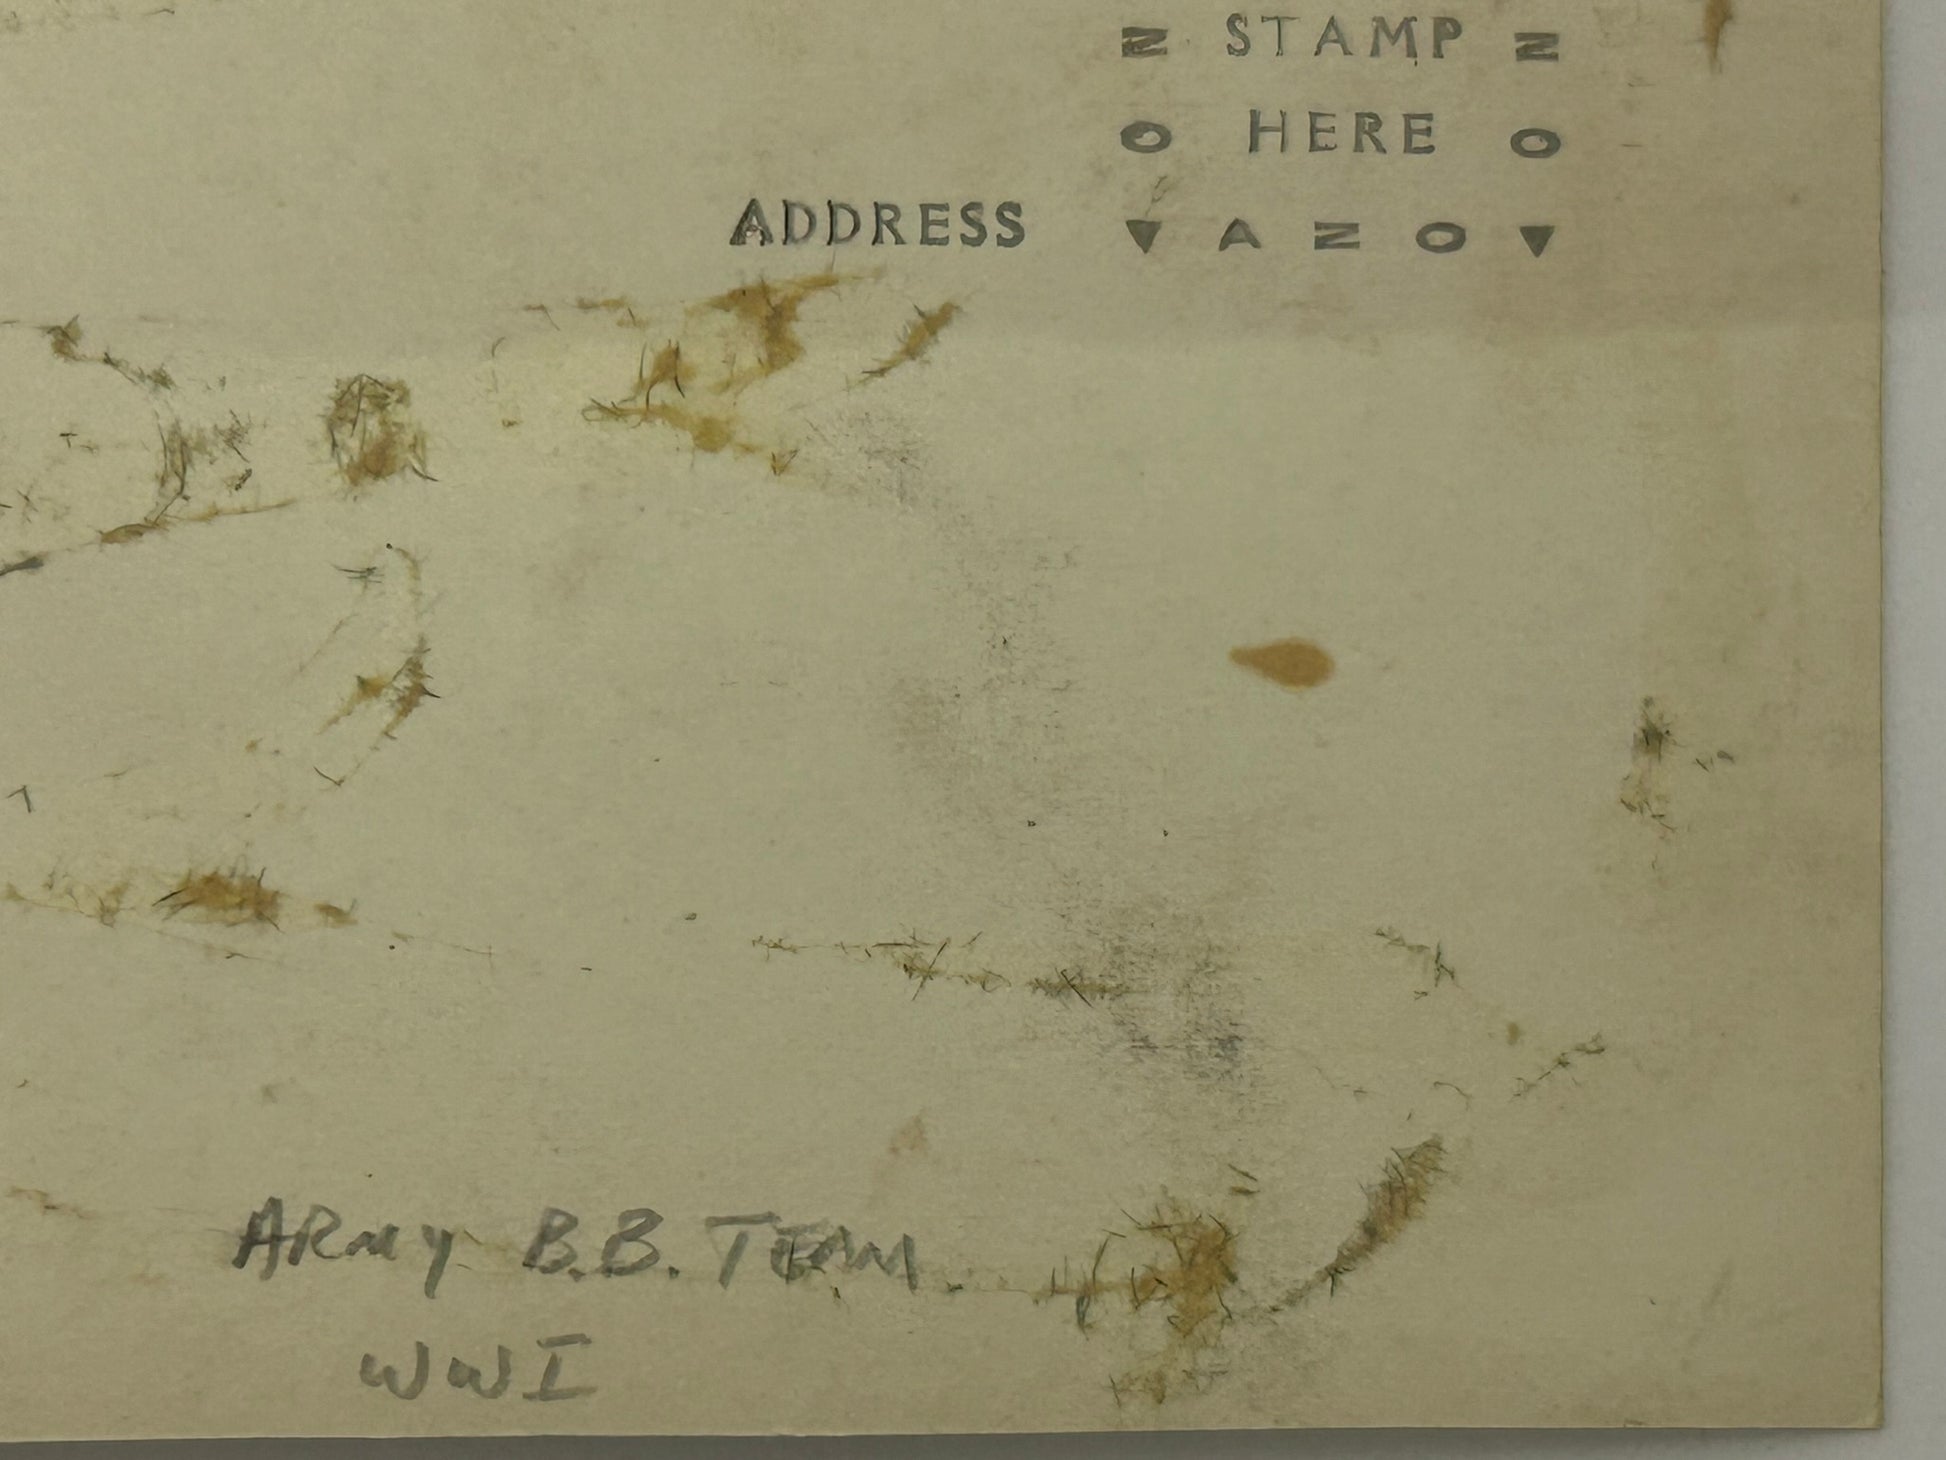 N STAMP N
O HERE O
ADDRESS ▼ A N O ▼
ARMY B.B. TEAM
WWI